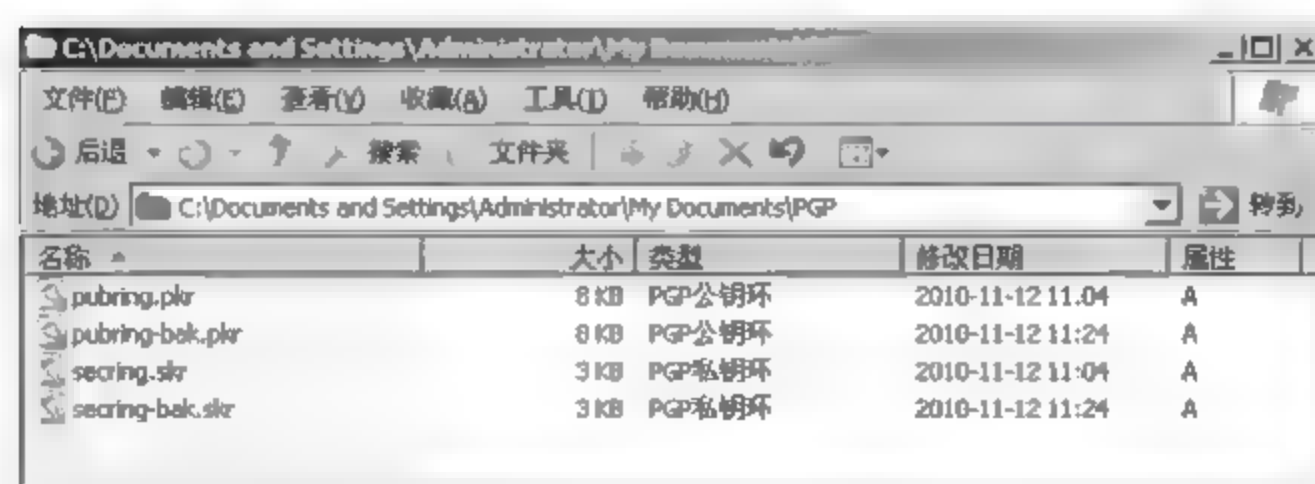 C:\Documents and Settings\Administrator\My Documents
文件(F) 编辑(E) 查看(V) 收藏(A) 工具(T) 帮助(H)
后退 搜索 文件夹
地址(D) C:\Documents and Settings\Administrator\My Documents\PGP 转到
名称 大小 类型 修改日期 属性
pubring.pkr 8 KB PGP公钥环 2010-11-12 11:04 A
pubring-bak.pkr 8 KB PGP公钥环 2010-11-12 11:24 A
secring.skr 3 KB PGP私钥环 2010-11-12 11:04 A
secring-bak.skr 3 KB PGP私钥环 2010-11-12 11:24 A